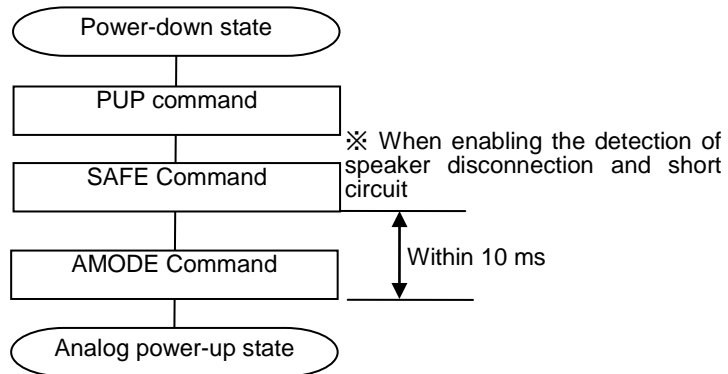 Power-down state
PUP command
※ When enabling the detection of
speaker disconnection and short
circuit
SAFE Command
Within 10 ms
AMODE Command
Analog power-up state